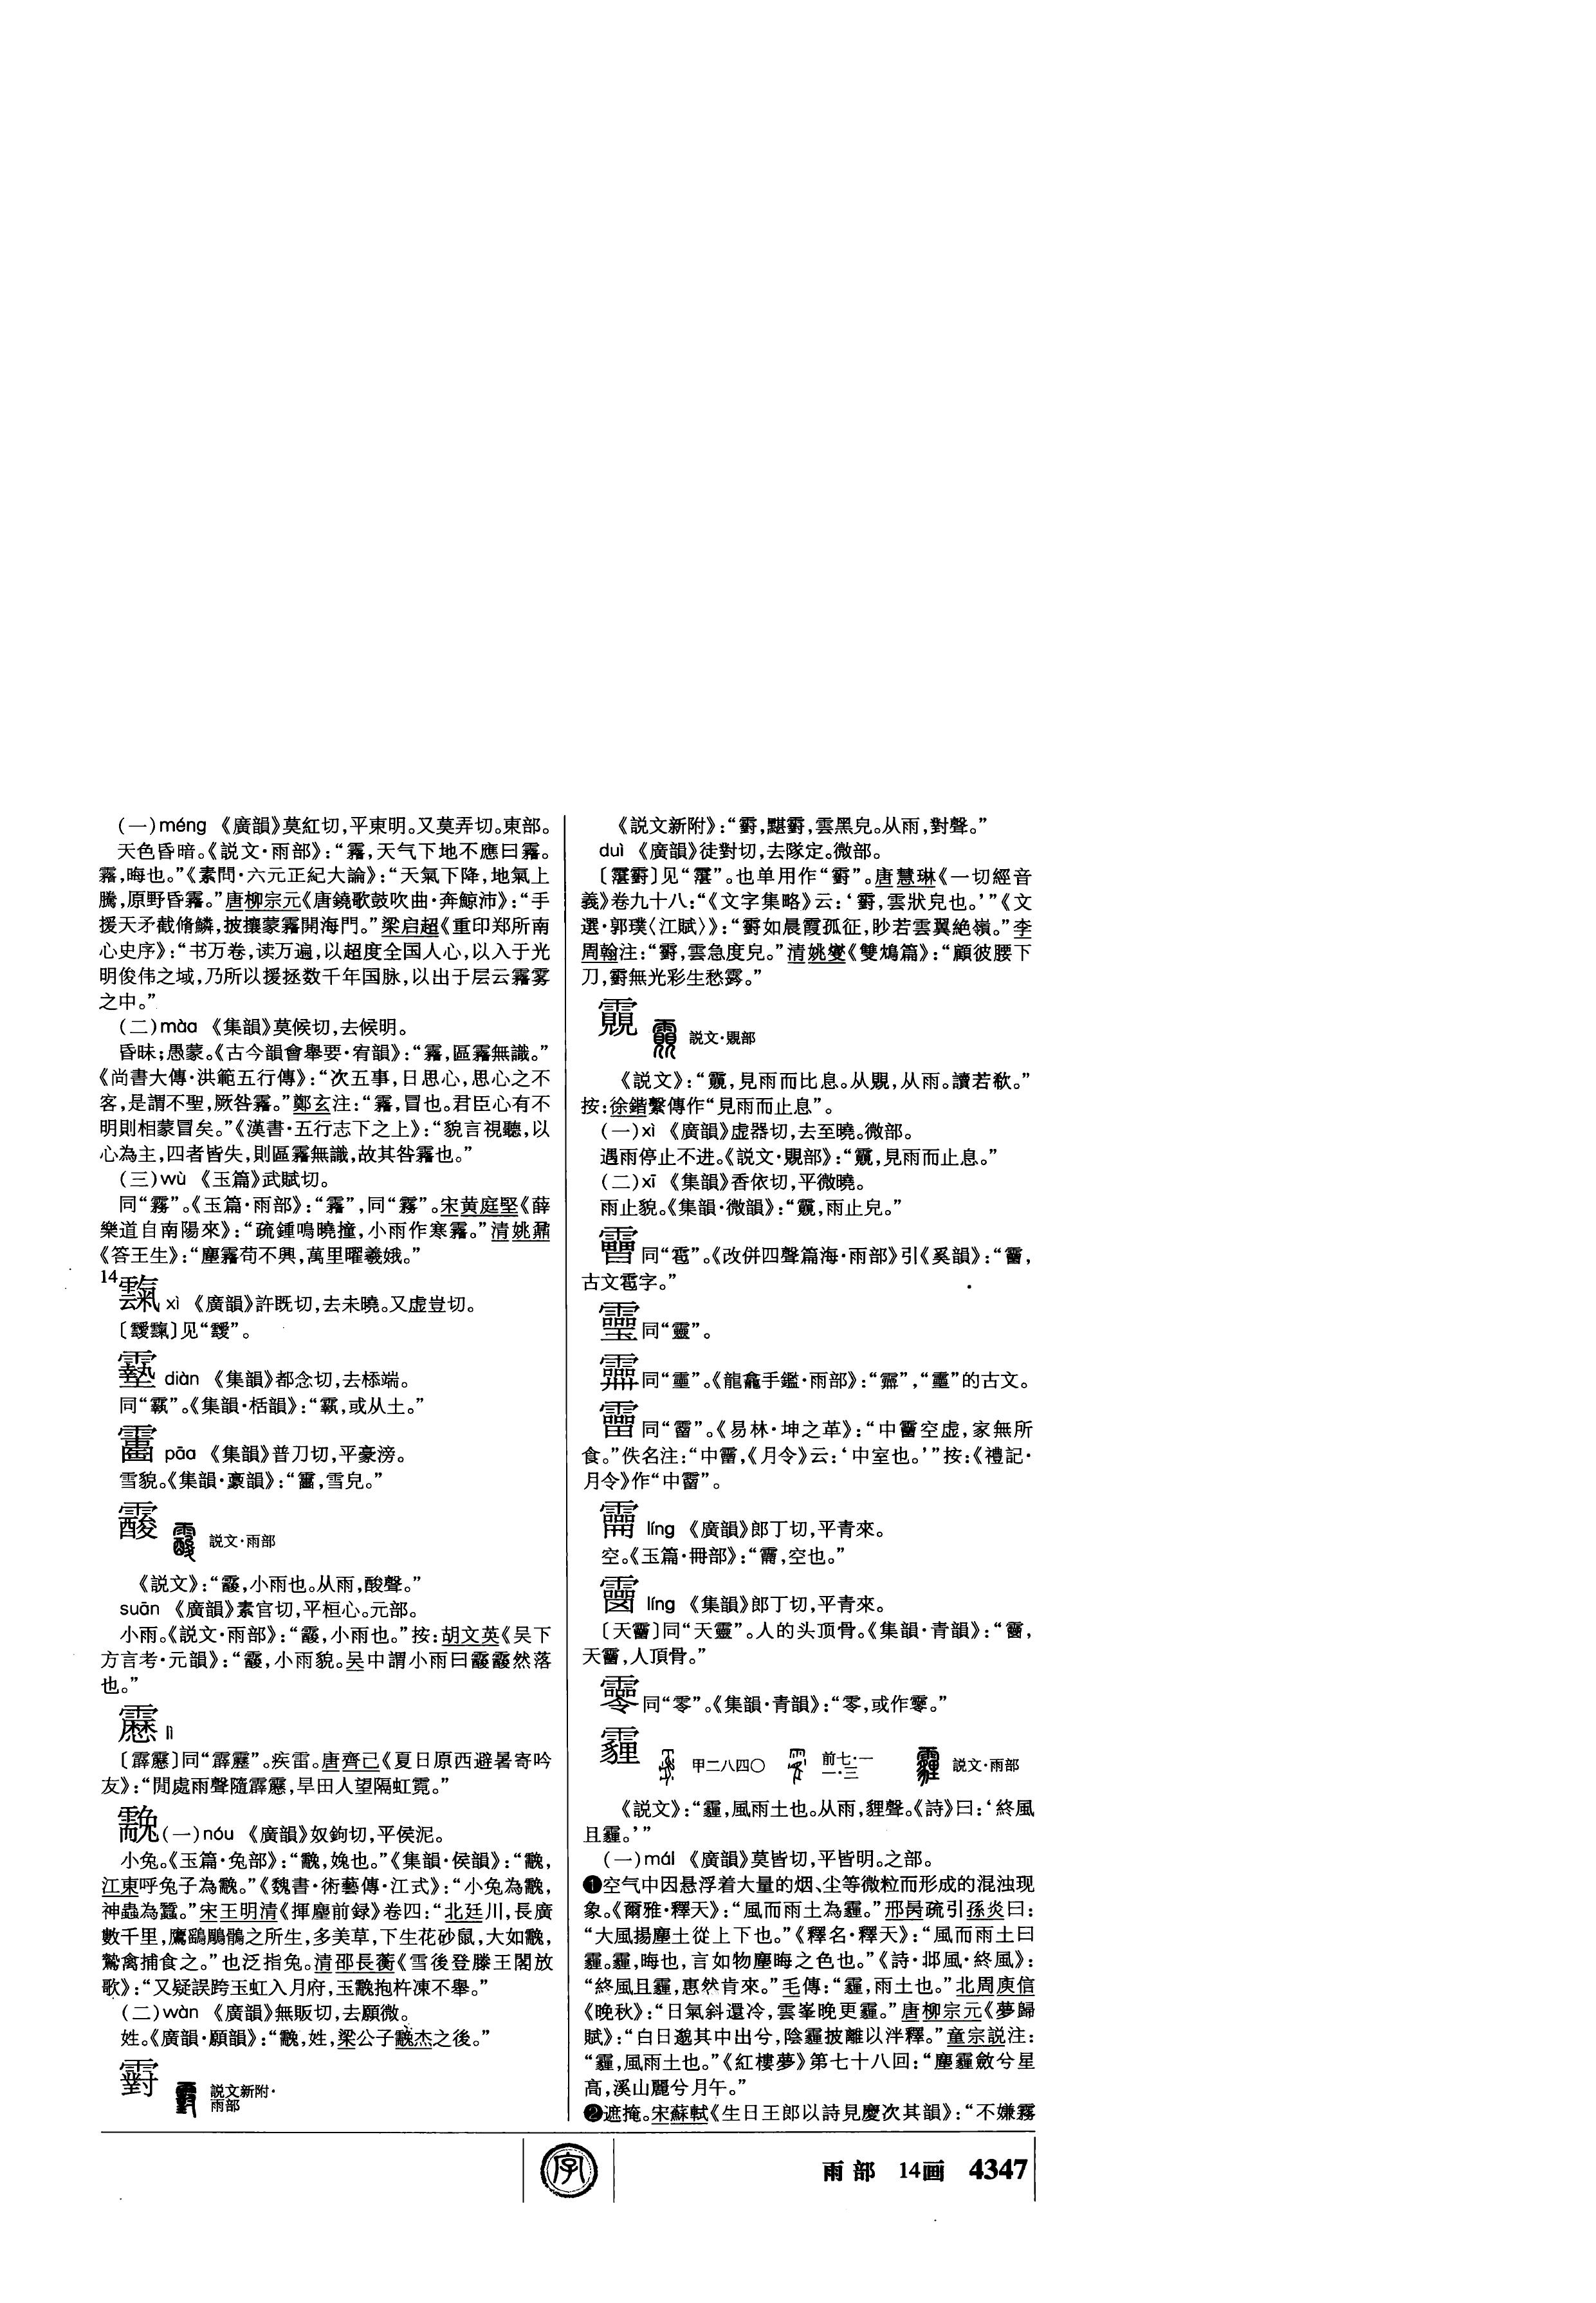 (一)méng 《廣韻》莫紅切,平東明。又莫弄切。東部。
天色昏暗。《説文·雨部》:“霿,天气下地不應曰霿。
霿,晦也。”《素問·六元正紀大論》:“天氣下降,地氣上
騰,原野昏霿。”唐柳宗元《唐鐃歌鼓吹曲·奔鯨沛》:“手
援天矛截脩鱗,披攘蒙霿開海門。”梁启超《重印郑所南
心史序》:“书万卷,读万遍,以超度全国人心,以入于光
明俊伟之域,乃所以援拯数千年国脉,以出于层云霿雾
之中。”
(二)màa 《集韻》莫候切,去候明。
昏昧;愚蒙。《古今韻會舉要·宥韻》:“霿,區霿無識。”
《尚書大傳·洪範五行傳》:“次五事,日思心,思心之不
容,是謂不聖,厥咎霿。”鄭玄注:“霿,冒也。君臣心有不
明則相蒙冒矣。”《漢書·五行志下之上》:“貌言視聽,以
心為主,四者皆失,則區霿無識,故其咎霿也。”
(三)wù 《玉篇》武賦切。
同“霧”。《玉篇·雨部》:“霿”,同“霧”。宋黄庭堅《薛
樂道自南陽來》:“疏鍾鳴曉撞,小雨作寒霿。”清姚鼐
《答王生》:“塵霿苟不興,萬里曜羲娥。”
14
xì 《廣韻》許既切,去未曉。又虚豈切。
〔靉〕见“靉”。
diàn 《集韻》都念切,去㮇端。
同“霸”。《集韻·栝韻》:“,或从土。”
pāa 《集韻》普刀切,平豪滂。
雪貌。《集韻·豪韻》:“,雪皃。”
霰 説文·雨部
《説文》:“,小雨也。从雨,酸聲。”
suān 《廣韻》素官切,平桓心。元部。
小雨。《説文·雨部》:“,小雨也。”按:胡文英《吴下
方言考·元韻》:“,小雨貌。吴中謂小雨曰然落
也。”
lì
〔霹〕同“霹靂”。疾雷。唐齊己《夏日原西避暑寄吟
友》:“閒處雨聲隨霹,旱田人望隔虹霓。”
(一)nóu 《廣韻》奴鉤切,平侯泥。
小兔。《玉篇·兔部》:“,娩也。”《集韻·侯韻》:“,
江東呼兔子為。”《魏書·術藝傳·江式》:“小兔為,
神蟲為蠶。”宋王明清《揮塵前録》卷四:“北廷川,長廣
數千里,鷹鷂鵰鶻之所生,多美草,下生花砂鼠,大如,
鷙禽捕食之。”也泛指兔。清邵長蘅《雪後登滕王閣放
歌》:“又疑誤跨玉虹入月府,玉抱杵凍不舉。”
(二)wàn 《廣韻》無販切,去願微。
姓。《廣韻·願韻》:“,姓,梁公子杰之後。”
霴 説文新附·
雨部
《説文新附》:“霴,黮霴,雲黑皃。从雨,對聲。”
duì 《廣韻》徒對切,去隊定。微部。
〔霮霴〕见“霮”。也单用作“霴”。唐慧琳《一切經音
義》卷九十八:“《文字集略》云:‘霴,雲狀皃也。’”《文
選·郭璞〈江賦〉》:“霴如晨霞孤征,眇若雲翼絶嶺。”李
周翰注:“霴,雲急度皃。”清姚燮《雙鴆篇》:“顧彼腰下
刀,霴無光彩生愁霧。”
説文·覞部
《説文》:“,見雨而比息。从覞,从雨。讀若欷。”
按:徐鍇繫傳作“見雨而止息”。
(一)xì 《廣韻》虚器切,去至曉。微部。
遇雨停止不进。《説文·覞部》:“,見雨而止息。”
(二)xī 《集韻》香依切,平微曉。
雨止貌。《集韻·微韻》:“,雨止皃。”
同“雹”。《改併四聲篇海·雨部》引《奚韻》:“,
古文雹字。”
同“靈”。
同“靈”。《龍龕手鑑·雨部》:“”,“靈”的古文。
同“霤”。《易林·坤之革》:“中空虚,家無所
食。”佚名注:“中,《月令》云:‘中室也。’”按:《禮記·
月令》作“中霤”。
líng 《廣韻》郎丁切,平青來。
空。《玉篇·冊部》:“,空也。”
líng 《集韻》郎丁切,平青來。
〔天〕同“天靈”。人的头顶骨。《集韻·青韻》:“,
天,人頂骨。”
同“零”。《集韻·青韻》:“零,或作。”
霾 甲二八四〇 前七·一一·三 説文·雨部
《説文》:“霾,風雨土也。从雨,貍聲。《詩》曰:‘終風
且霾。’”
(一)mái 《廣韻》莫皆切,平皆明。之部。
❶空气中因悬浮着大量的烟、尘等微粒而形成的混浊现
象。《爾雅·釋天》:“風而雨土為霾。”邢昺疏引孫炎曰:
“大風揚塵土從上下也。”《釋名·釋天》:“風而雨土曰
霾。霾,晦也,言如物塵晦之色也。”《詩·邶風·終風》:
“終風且霾,惠然肯來。”毛傳:“霾,雨土也。”北周庾信
《晚秋》:“日氣斜還冷,雲峯晚更霾。”唐柳宗元《夢歸
賦》:“白日邈其中出兮,陰霾披離以泮釋。”童宗説注:
“霾,風雨土也。”《紅樓夢》第七十八回:“塵霾斂兮星
高,溪山麗兮月午。”
❷遮掩。宋蘇軾《生日王郎以詩見慶次其韻》:“不嫌霧
字
雨部 14画 4347